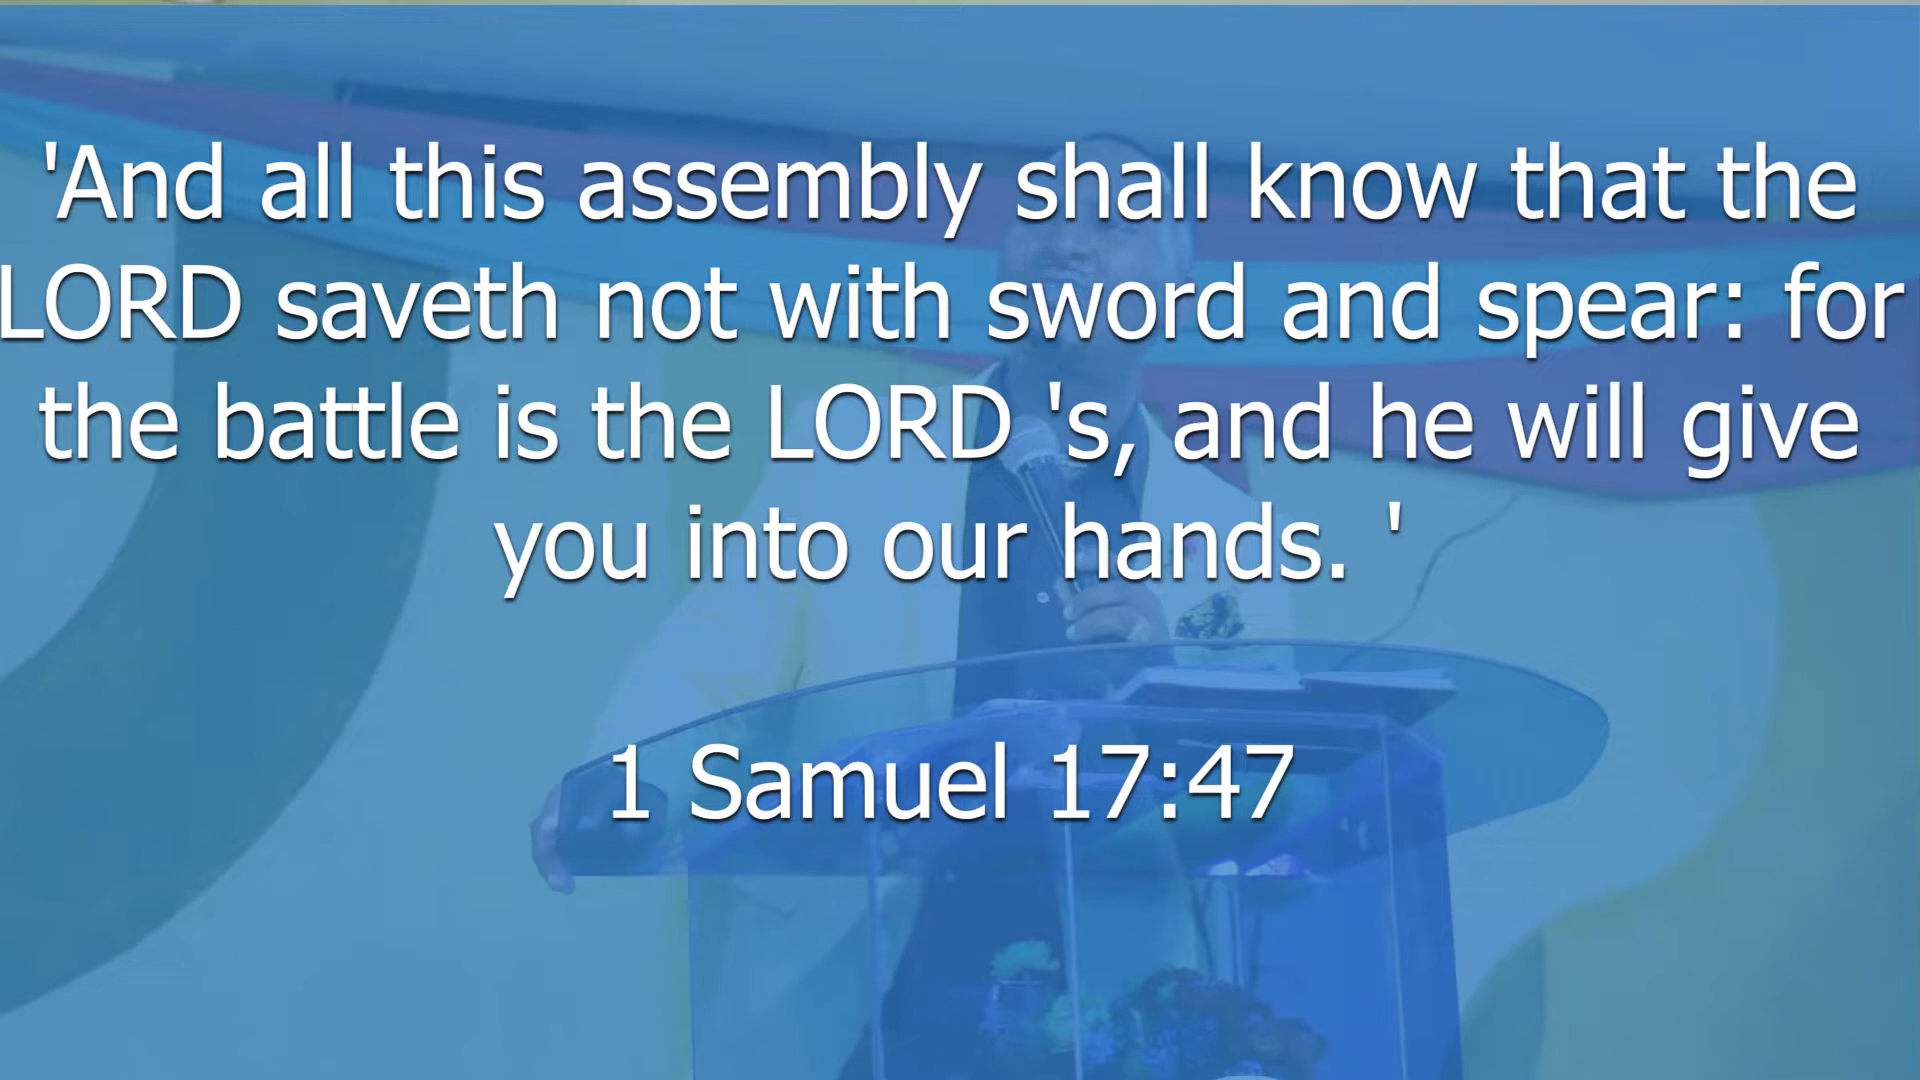 'And all this assembly shall know that the
LORD saveth not with sword and spear: for
the battle is the LORD 's, and he will give
you into our hands. '
1 Samuel 17:47